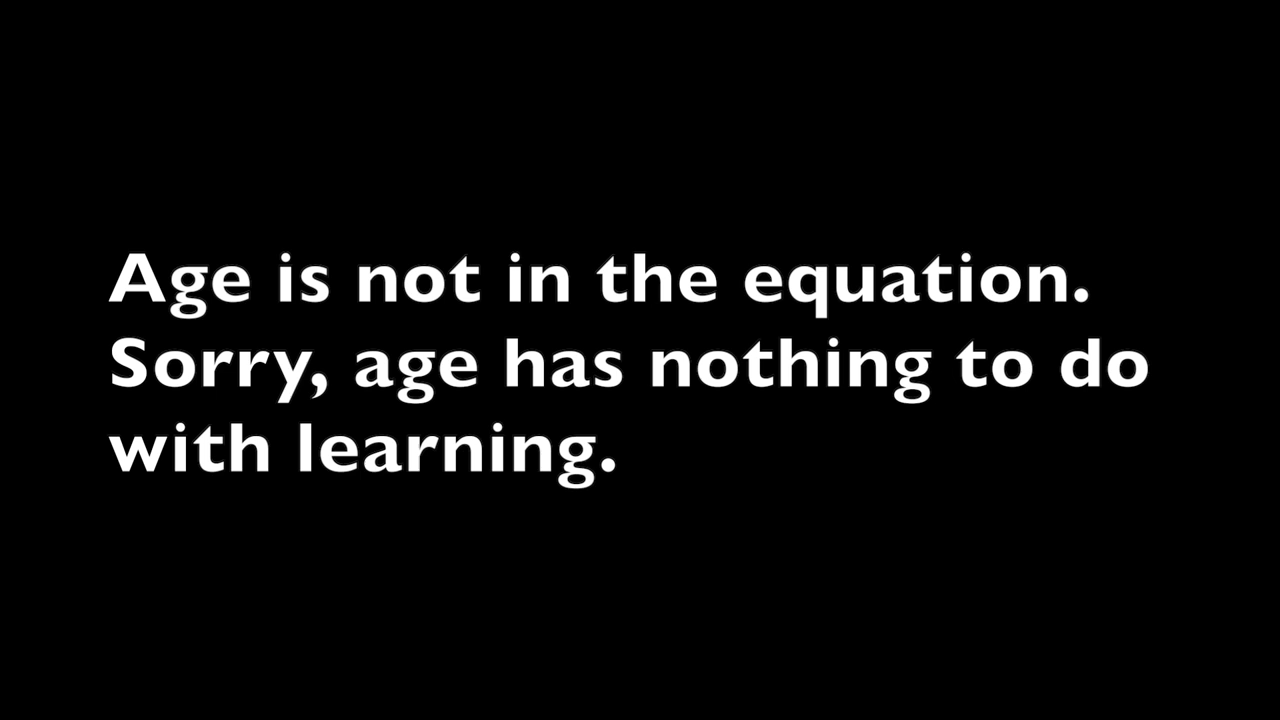 Age is not in the equation.
Sorry, age has nothing to do
with learning.